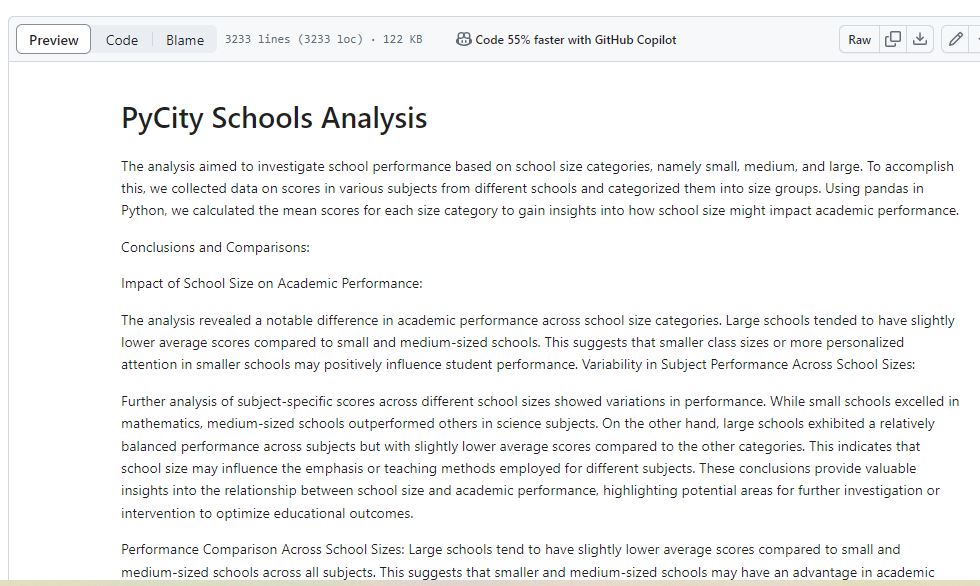 Preview Code Blame 3233 lines (3233 loc) · 122 KB Code 55% faster with GitHub Copilot Raw
PyCity Schools Analysis
The analysis aimed to investigate school performance based on school size categories, namely small, medium, and large. To accomplish
this, we collected data on scores in various subjects from different schools and categorized them into size groups. Using pandas in
Python, we calculated the mean scores for each size category to gain insights into how school size might impact academic performance.
Conclusions and Comparisons:
Impact of School Size on Academic Performance:
The analysis revealed a notable difference in academic performance across school size categories. Large schools tended to have slightly
lower average scores compared to small and medium-sized schools. This suggests that smaller class sizes or more personalized
attention in smaller schools may positively influence student performance. Variability in Subject Performance Across School Sizes:
Further analysis of subject-specific scores across different school sizes showed variations in performance. While small schools excelled in
mathematics, medium-sized schools outperformed others in science subjects. On the other hand, large schools exhibited a relatively
balanced performance across subjects but with slightly lower average scores compared to the other categories. This indicates that
school size may influence the emphasis or teaching methods employed for different subjects. These conclusions provide valuable
insights into the relationship between school size and academic performance, highlighting potential areas for further investigation or
intervention to optimize educational outcomes.
Performance Comparison Across School Sizes: Large schools tend to have slightly lower average scores compared to small and
medium-sized schools across all subjects. This suggests that smaller and medium-sized schools may have an advantage in academic